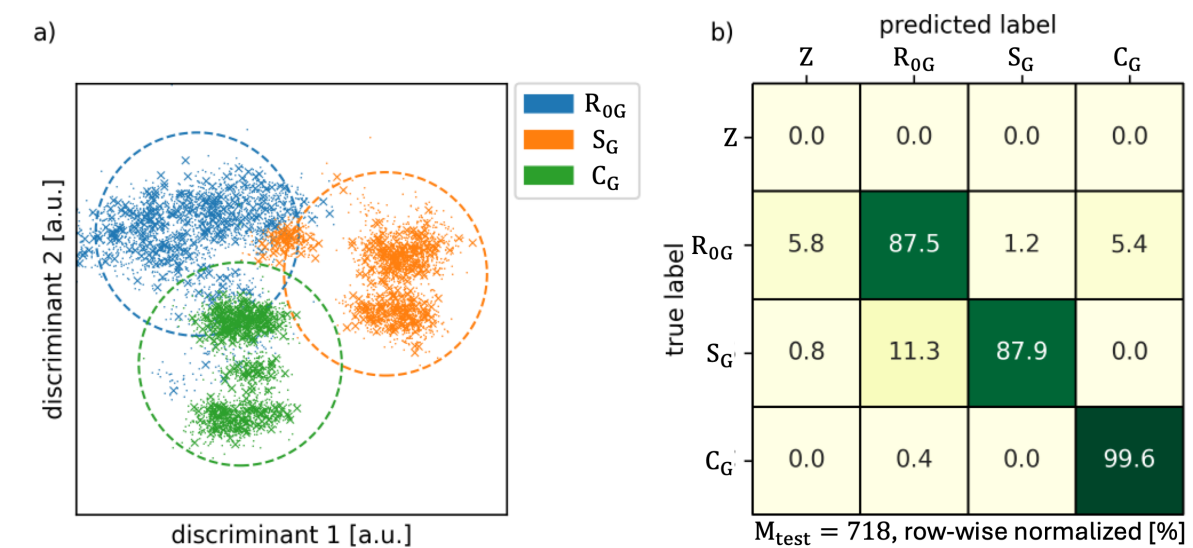 a)
R0G
SG
CG
discriminant 2 [a.u.]
discriminant 1 [a.u.]
b)
predicted label
Z R0G SG CG
true label
Z 0.0 0.0 0.0 0.0
R0G 5.8 87.5 1.2 5.4
SG 0.8 11.3 87.9 0.0
CG 0.0 0.4 0.0 99.6
Mtest = 718, row-wise normalized [%]